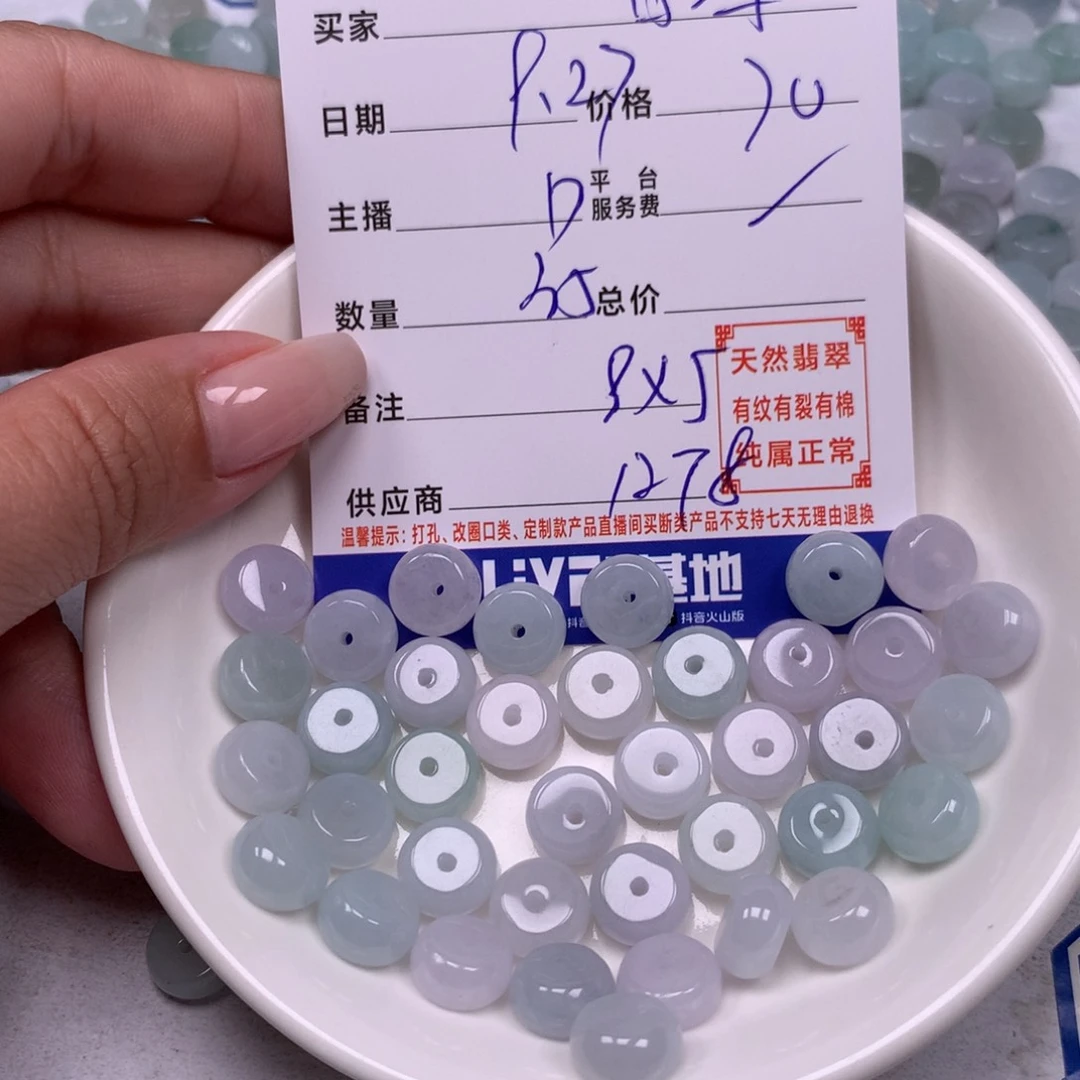 买家
日期 9.27 价格 70
主播 D 平台服务费 /
数量 35 总价
备注 8×5
天然翡翠
有纹有裂有棉
纯属正常
供应商 1278
温馨提示：打孔、改圈口类、定制款产品直播间买断类产品不支持七天无理由退换
基地
抖音火山版